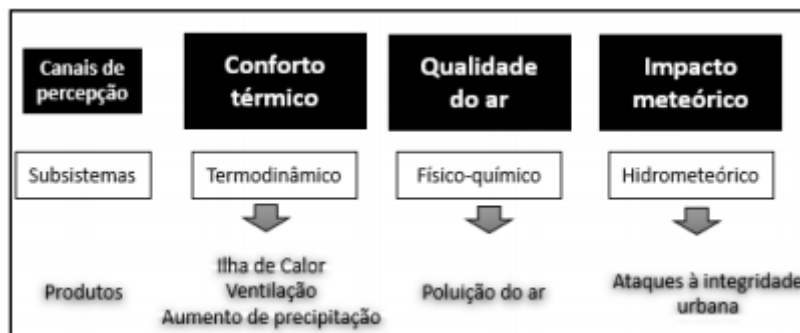 Canais de
percepção
Conforto
térmico
Qualidade
do ar
Impacto
meteórico
Subsistemas
Termodinâmico
Físico-químico
Hidrometeórico
Produtos
Ilha de Calor
Ventilação
Aumento de precipitação
Poluição do ar
Ataques à integridade
urbana